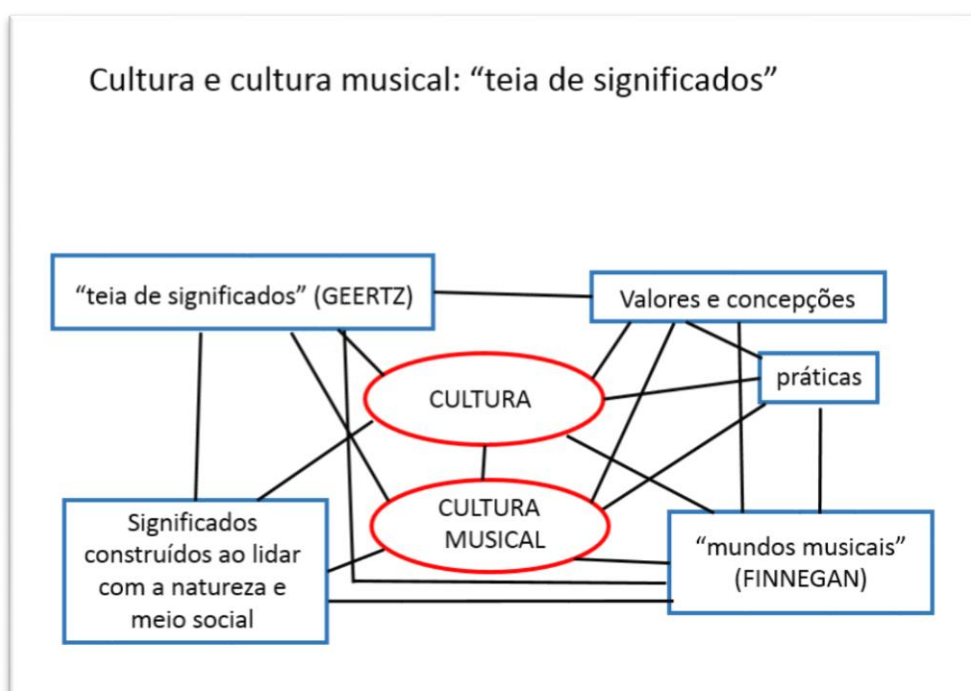 Cultura e cultura musical: “teia de significados”
“teia de significados” (GEERTZ)
Valores e concepções
práticas
CULTURA
CULTURA
MUSICAL
Significados
construídos ao lidar
com a natureza e
meio social
“mundos musicais”
(FINNEGAN)